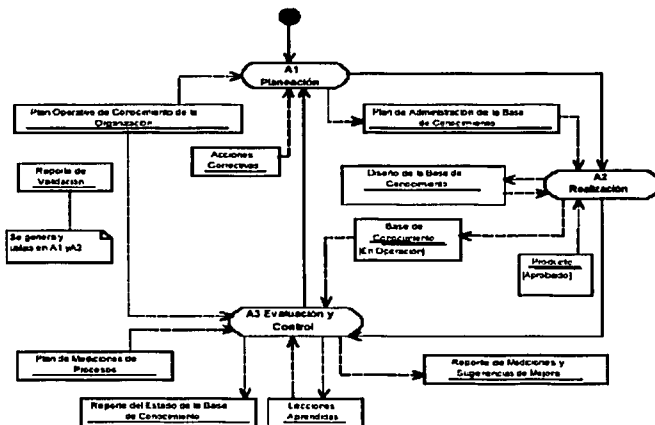 A1
Planeación
Plan Operativo de Conocimiento de la
Organización
Plan de Administración de la Base
de Conocimiento
Acciones
Correctivas
Reporte de
Validación
Diseño de la Base de
Conocimiento
A2
Realización
Se genera y
usa en A1 y A2
Base de
Conocimiento
[En Operación]
Producto
[Aprobado]
A3 Evaluación y
Control
Plan de Mediciones de
Procesos
Reporte de Mediciones y
Sugerencias de Mejora
Reporte del Estado de la Base
de Conocimiento
Lecciones
Aprendidas